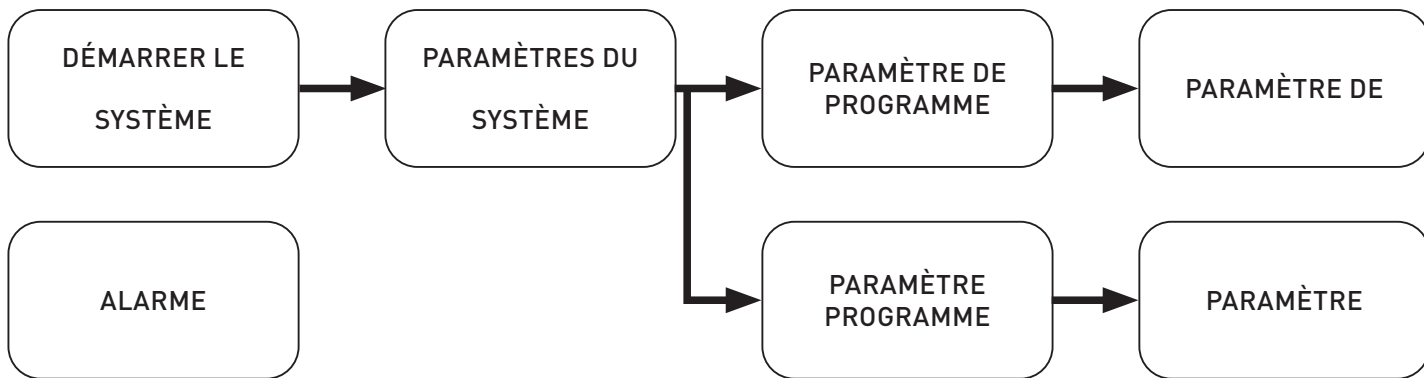 DÉMARRER LE
SYSTÈME
PARAMÈTRES DU
SYSTÈME
PARAMÈTRE DE
PROGRAMME
PARAMÈTRE DE
ALARME
PARAMÈTRE
PROGRAMME
PARAMÈTRE